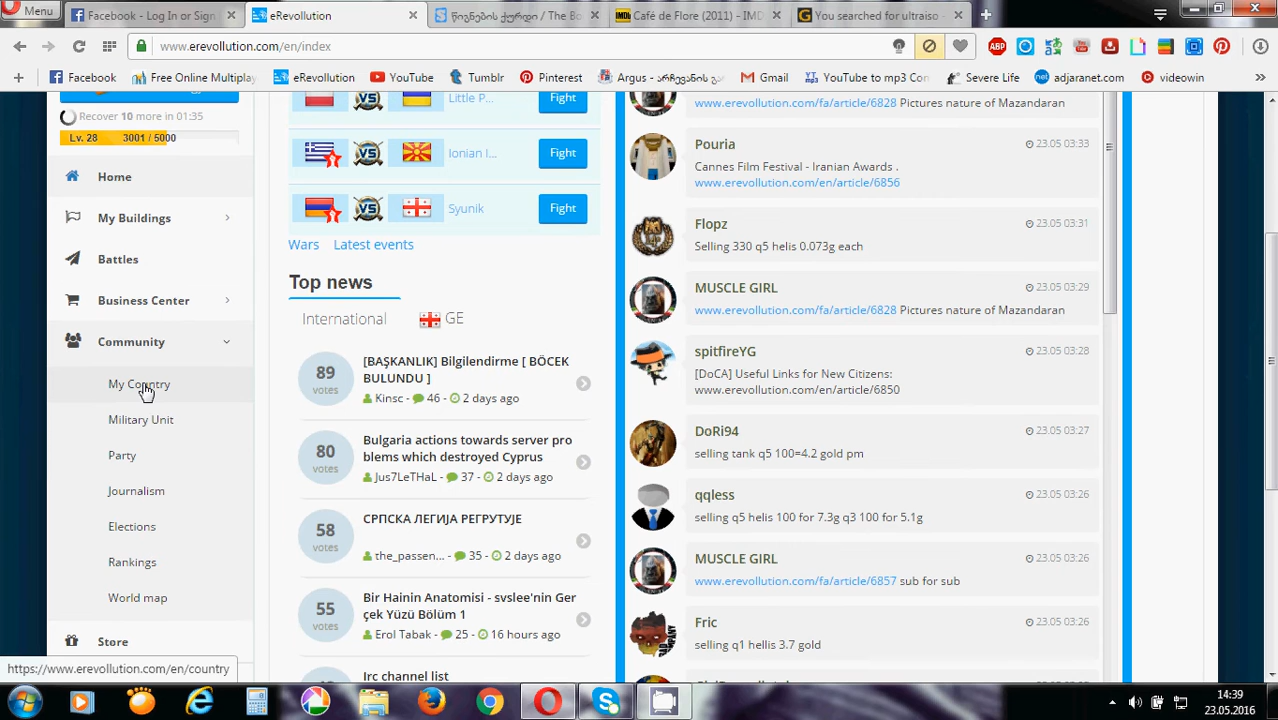 Menu
Facebook - Log In or Sign
eRevollution
წიგნების ქურდი / The Bo
Café de Flore (2011) - IMD
You searched for ultraiso
www.erevollution.com/en/index
Facebook
Free Online Multiplay
eRevollution
YouTube
Tumblr
Pinterest
Argus - არჩევნის გ
Gmail
YouTube to mp3 Con
Severe Life
adjaranet.com
videowin
Recover 10 more in 01:35
Lv. 28 3001 / 5000
Home
My Buildings
Battles
Business Center
Community
My Country
Military Unit
Party
Journalism
Elections
Rankings
World map
Store
https://www.erevollution.com/en/country
VS Little P... Fight
VS Ionian I... Fight
VS Syunik Fight
Wars Latest events
Top news
International GE
89 votes
[BAŞKANLIK] Bilgilendirme [ BÖCEK
BULUNDU ]
Kinsc - 46 - 2 days ago
80 votes
Bulgaria actions towards server pro
blems which destroyed Cyprus
Jus7LeTHaL - 37 - 2 days ago
58 votes
СРПСКА ЛЕГИЈА РЕГРУТУЈЕ
the_passen... - 35 - 2 days ago
55 votes
Bir Hainin Anatomisi - svslee'nin Ger
çek Yüzü Bölüm 1
Erol Tabak - 25 - 16 hours ago
Irc channel list
www.erevollution.com/fa/article/6828 Pictures nature of Mazandaran
Pouria 23.05 03:33
Cannes Film Festival - Iranian Awards .
www.erevollution.com/en/article/6856
Flopz 23.05 03:31
Selling 330 q5 helis 0.073g each
MUSCLE GIRL 23.05 03:29
www.erevollution.com/fa/article/6828 Pictures nature of Mazandaran
spitfireYG 23.05 03:28
[DoCA] Useful Links for New Citizens:
www.erevollution.com/en/article/6850
DoRi94 23.05 03:27
selling tank q5 100=4.2 gold pm
qqless 23.05 03:26
selling q5 helis 100 for 7.3g q3 100 for 5.1g
MUSCLE GIRL 23.05 03:26
www.erevollution.com/fa/article/6857 sub for sub
Fric 23.05 03:26
selling q1 hellis 3.7 gold
14:39
23.05.2016